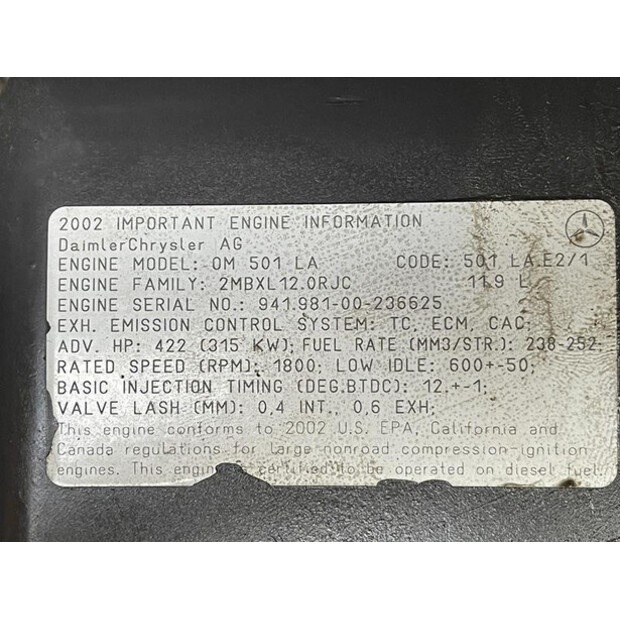 2002 IMPORTANT ENGINE INFORMATION
DaimlerChrysler AG
ENGINE MODEL: OM 501 LA CODE: 501 LA.E2/1
ENGINE FAMILY: 2MBXL12.0RJC 11.9 L
ENGINE SERIAL NO.: 941.981-00-236625
EXH. EMISSION CONTROL SYSTEM: TC, ECM, CAC;
ADV. HP: 422 (315 KW); FUEL RATE (MM3/STR.): 238-252;
RATED SPEED (RPM): 1800; LOW IDLE: 600+-50;
BASIC INJECTION TIMING (DEG.BTDC): 12.+-1;
VALVE LASH (MM): 0,4 INT., 0,6 EXH;
This engine conforms to 2002 U.S. EPA, California and
Canada regulations for large nonroad compression-ignition
engines. This engine is certified to be operated on diesel fuel.